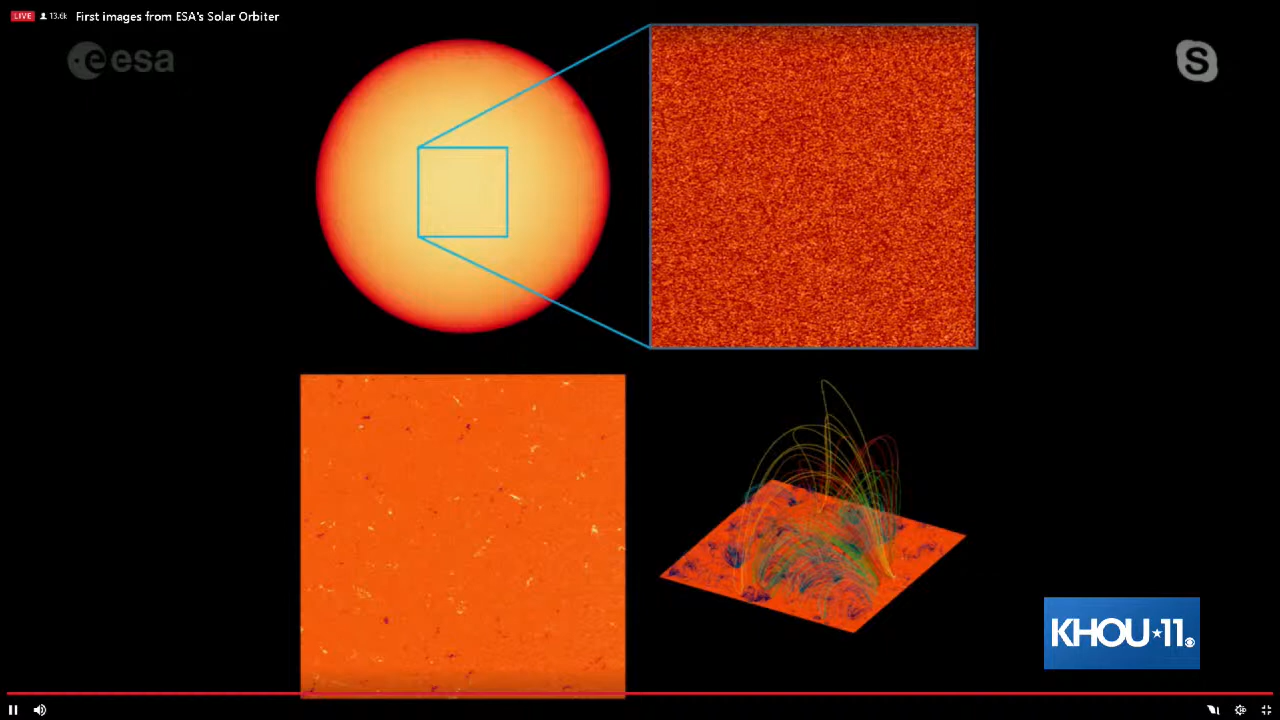 LIVE 13.6k First images from ESA's Solar Orbiter
esa
S
KHOU★11